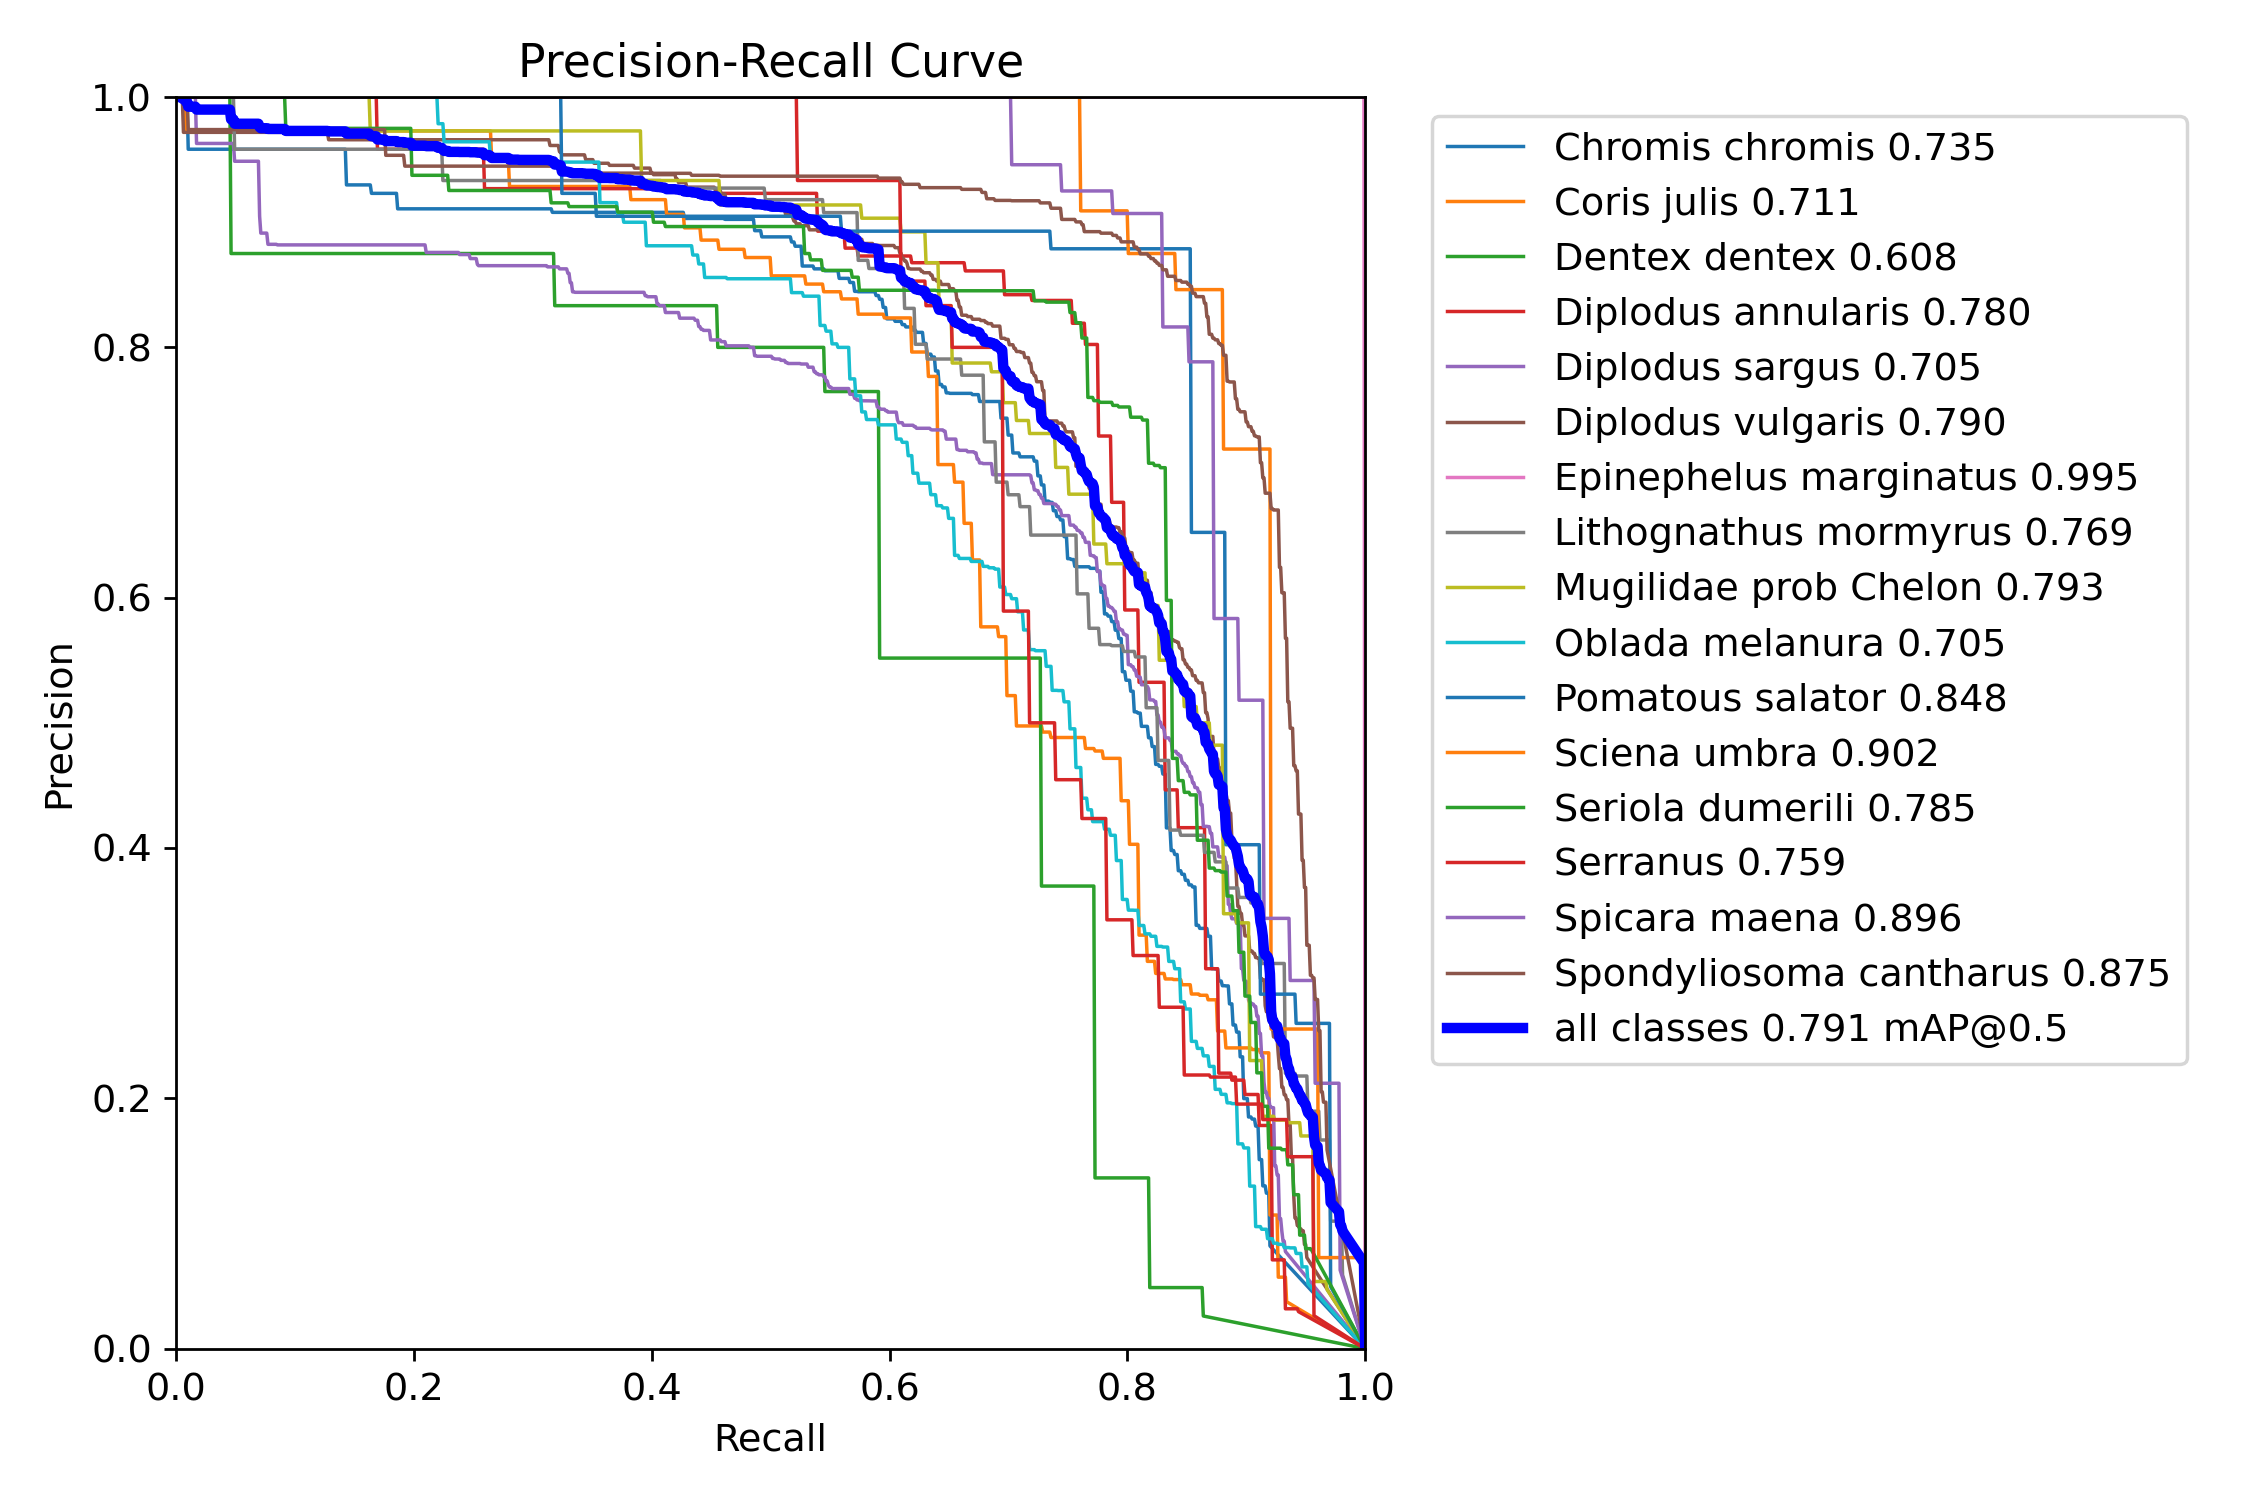 Precision-Recall Curve
1.0
0.8
0.6
0.4
0.2
0.0
Precision
0.0 0.2 0.4 0.6 0.8 1.0
Recall
Chromis chromis 0.735
Coris julis 0.711
Dentex dentex 0.608
Diplodus annularis 0.780
Diplodus sargus 0.705
Diplodus vulgaris 0.790
Epinephelus marginatus 0.995
Lithognathus mormyrus 0.769
Mugilidae prob Chelon 0.793
Oblada melanura 0.705
Pomatous salator 0.848
Sciena umbra 0.902
Seriola dumerili 0.785
Serranus 0.759
Spicara maena 0.896
Spondyliosoma cantharus 0.875
all classes 0.791 mAP@0.5